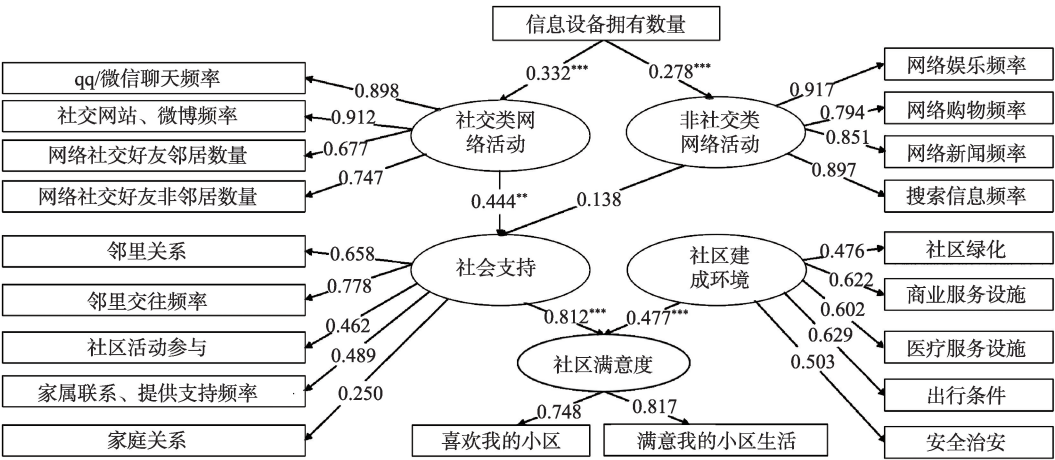 信息设备拥有数量
0.332***
0.278***
qq/微信聊天频率
社交网站、微博频率
网络社交好友邻居数量
网络社交好友非邻居数量
0.898
0.912
0.677
0.747
社交类网
络活动
非社交类
网络活动
0.917
0.794
0.851
0.897
网络娱乐频率
网络购物频率
网络新闻频率
搜索信息频率
0.444**
0.138
邻里关系
邻里交往频率
社区活动参与
家属联系、提供支持频率
家庭关系
0.658
0.778
0.462
0.489
0.250
社会支持
社区建
成环境
0.476
0.622
0.602
0.629
0.503
社区绿化
商业服务设施
医疗服务设施
出行条件
安全治安
0.812***
0.477***
社区满意度
0.748
0.817
喜欢我的小区
满意我的小区生活